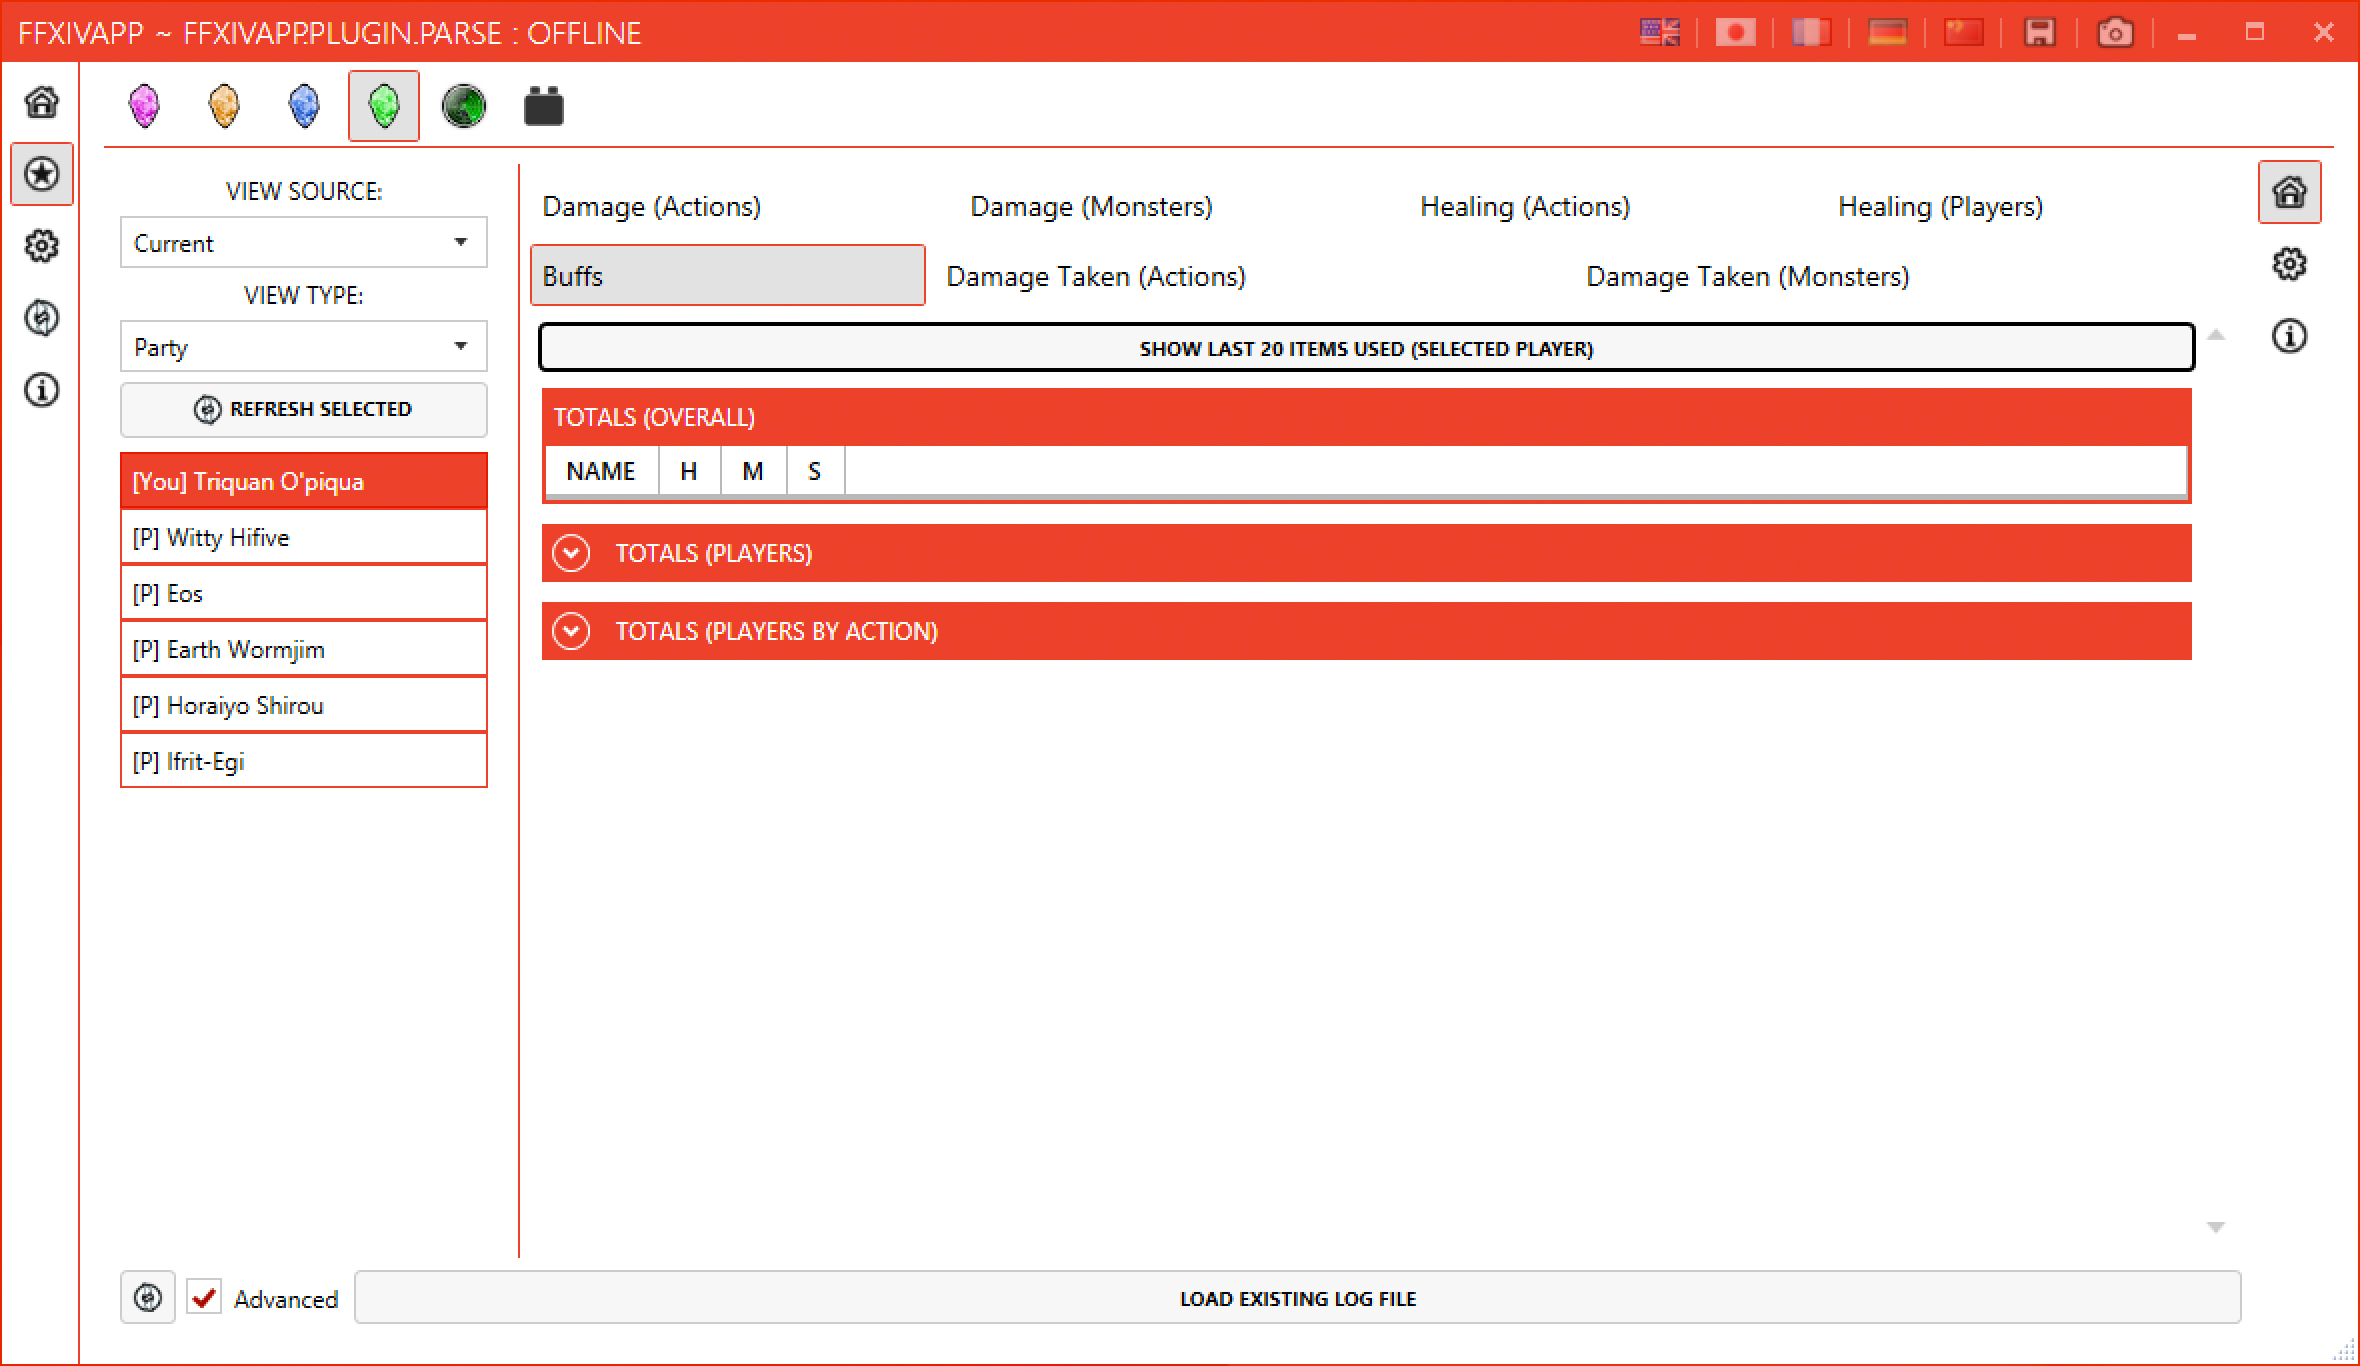 FFXIVAPP ~ FFXIVAPP.PLUGIN.PARSE : OFFLINE
VIEW SOURCE:
Current
VIEW TYPE:
Party
REFRESH SELECTED
[You] Triquan O'piqua
[P] Witty Hifive
[P] Eos
[P] Earth Wormjim
[P] Horaiyo Shirou
[P] Ifrit-Egi
Damage (Actions) Damage (Monsters) Healing (Actions) Healing (Players)
Buffs Damage Taken (Actions) Damage Taken (Monsters)
SHOW LAST 20 ITEMS USED (SELECTED PLAYER)
TOTALS (OVERALL)
NAME H M S
TOTALS (PLAYERS)
TOTALS (PLAYERS BY ACTION)
Advanced LOAD EXISTING LOG FILE